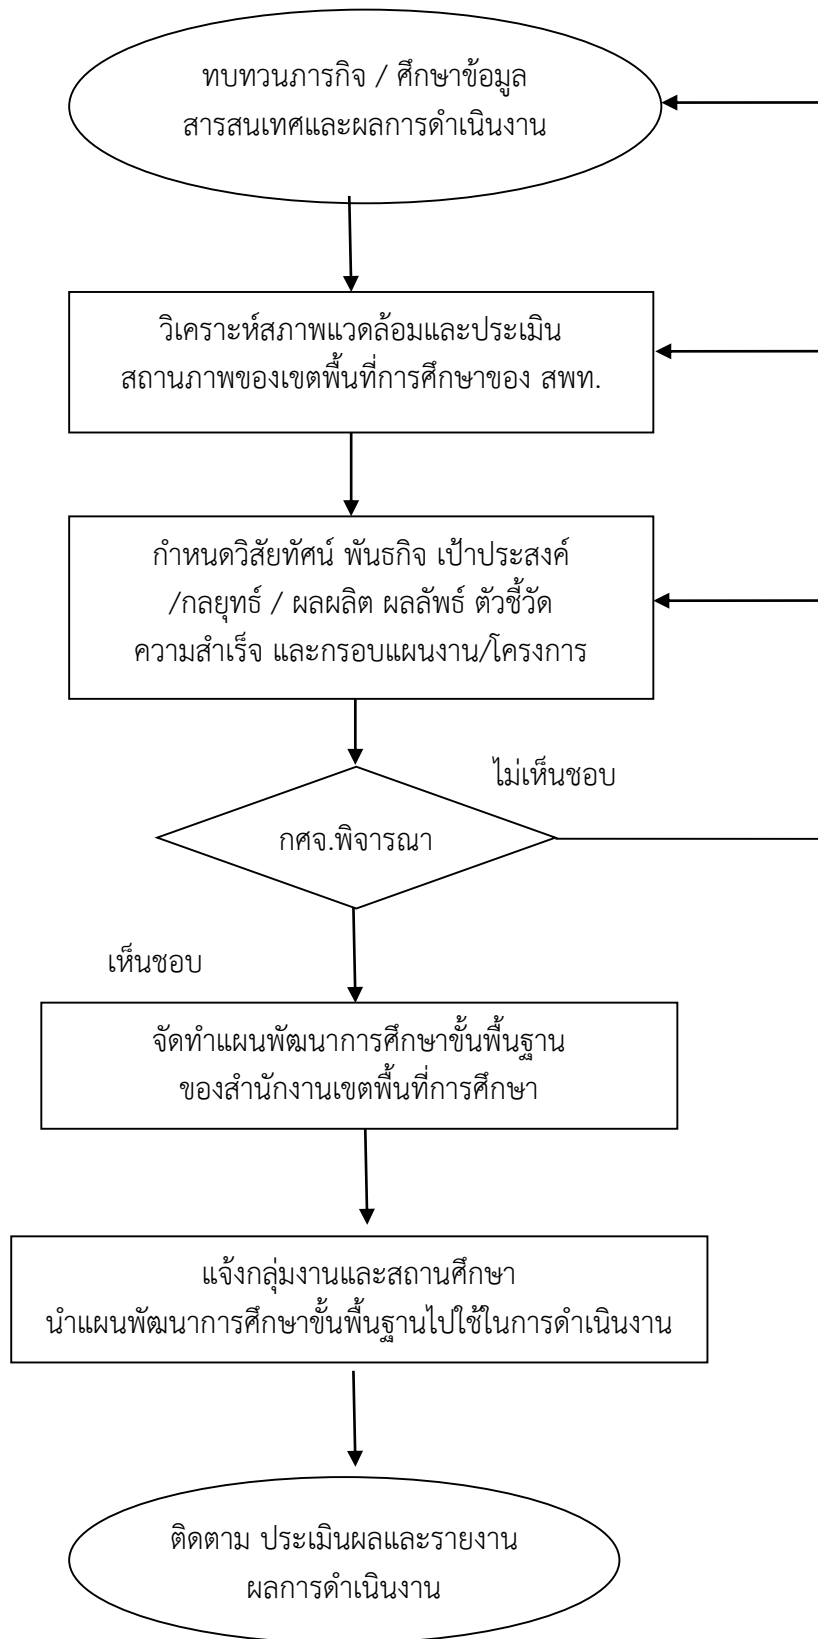 ทบทวนภารกิจ / ศึกษาข้อมูล
สารสนเทศและผลการดำเนินงาน
วิเคราะห์สภาพแวดล้อมและประเมิน
สถานภาพของเขตพื้นที่การศึกษาของ สพท.
กำหนดวิสัยทัศน์ พันธกิจ เป้าประสงค์
/กลยุทธ์ / ผลผลิต ผลลัพธ์ ตัวชี้วัด
ความสำเร็จ และกรอบแผนงาน/โครงการ
ไม่เห็นชอบ
กศจ.พิจารณา
เห็นชอบ
จัดทำแผนพัฒนาการศึกษาขั้นพื้นฐาน
ของสำนักงานเขตพื้นที่การศึกษา
แจ้งกลุ่มงานและสถานศึกษา
นำแผนพัฒนาการศึกษาขั้นพื้นฐานไปใช้ในการดำเนินงาน
ติดตาม ประเมินผลและรายงาน
ผลการดำเนินงาน